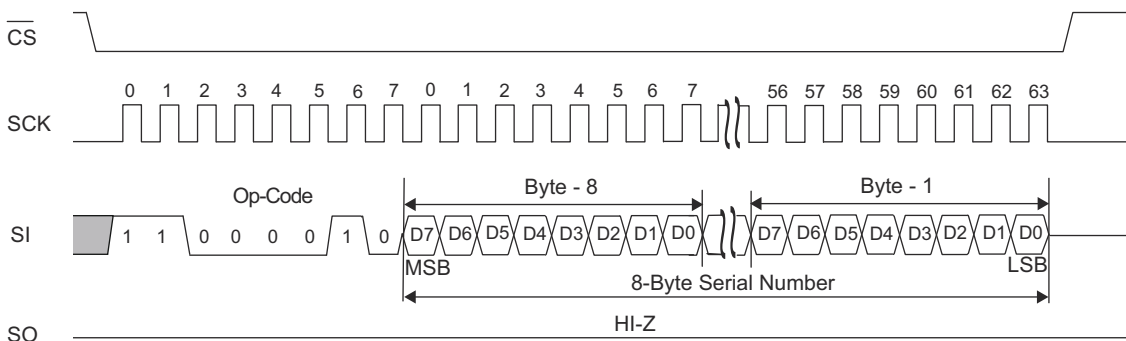 CS
0 1 2 3 4 5 6 7 0 1 2 3 4 5 6 7 56 57 58 59 60 61 62 63
SCK
Op-Code Byte - 8 Byte - 1
SI 1 1 0 0 0 0 1 0 D7 D6 D5 D4 D3 D2 D1 D0 D7 D6 D5 D4 D3 D2 D1 D0
MSB LSB
8-Byte Serial Number
HI-Z
SO